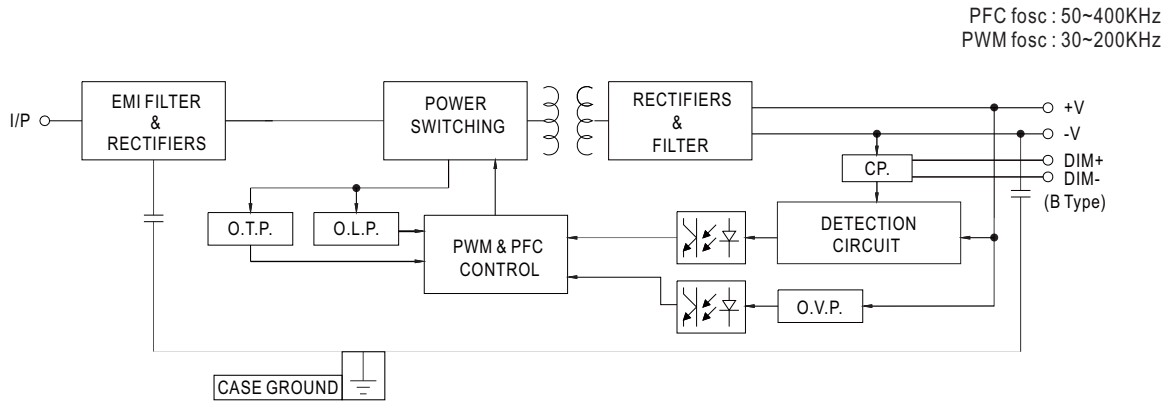 PFC fosc : 50~400KHz
PWM fosc : 30~200KHz
I/P
EMI FILTER
&
RECTIFIERS
POWER
SWITCHING
RECTIFIERS
&
FILTER
+V
-V
DIM+
DIM-
(B Type)
CP.
O.T.P.
O.L.P.
PWM & PFC
CONTROL
DETECTION
CIRCUIT
O.V.P.
CASE GROUND